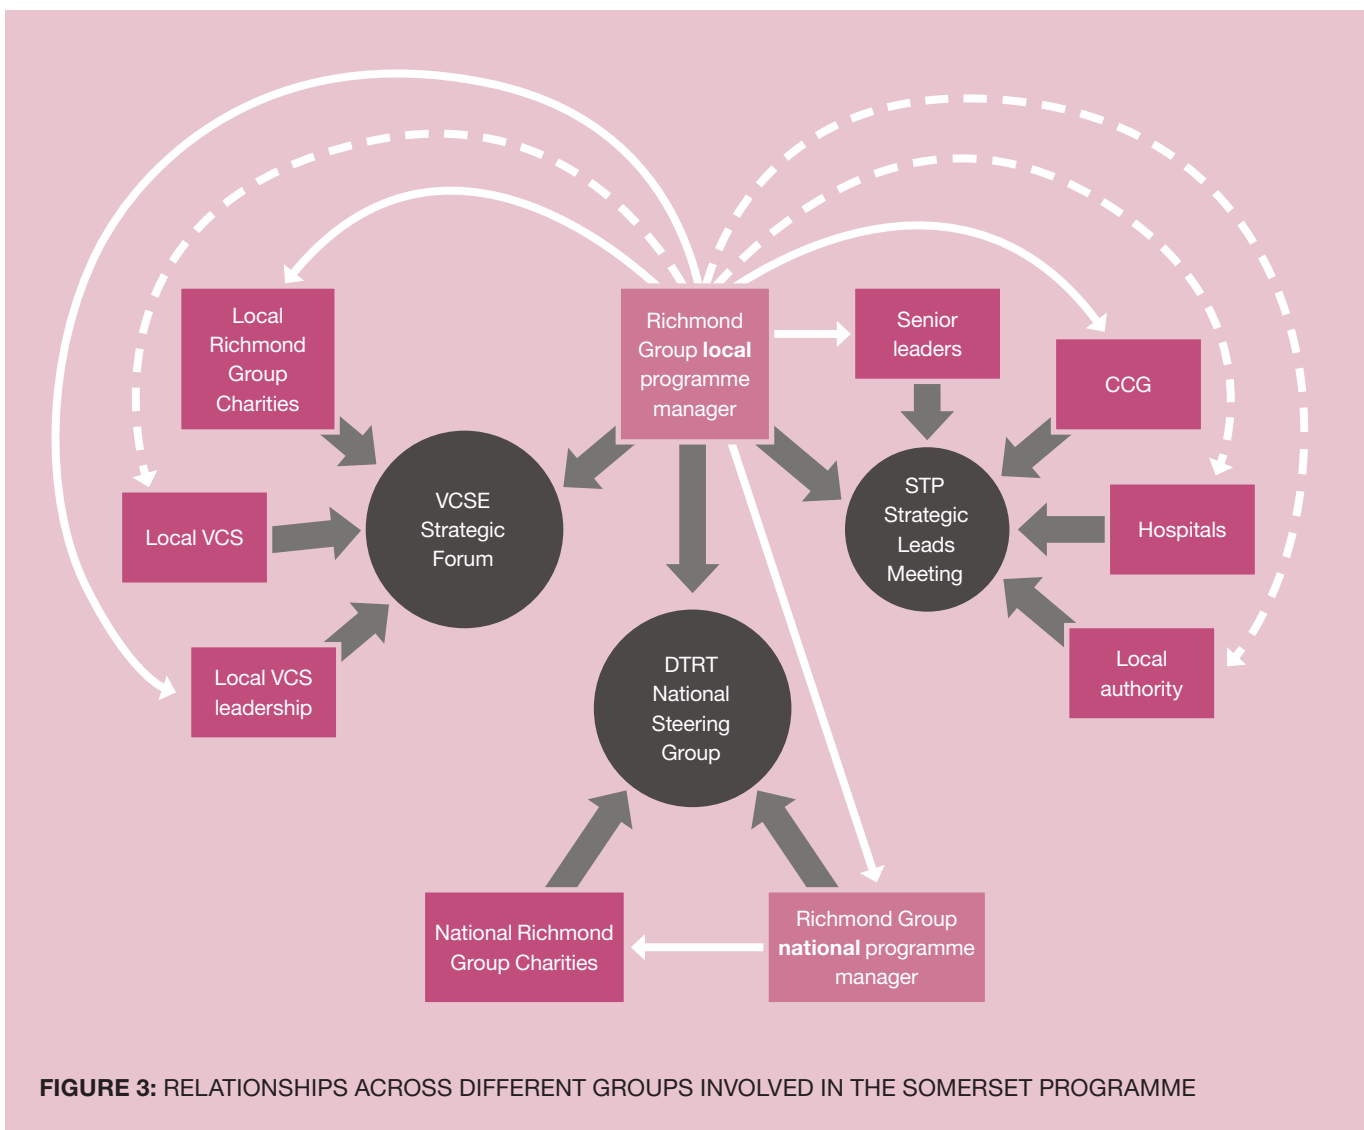 Local
Richmond
Group
Charities
Richmond
Group local
programme
manager
Senior
leaders
CCG
VCSE
Strategic
Forum
STP
Strategic
Leads
Meeting
Local VCS
Hospitals
Local VCS
leadership
DTRT
National
Steering
Group
Local
authority
National Richmond
Group Charities
Richmond Group
national programme
manager
FIGURE 3: RELATIONSHIPS ACROSS DIFFERENT GROUPS INVOLVED IN THE SOMERSET PROGRAMME